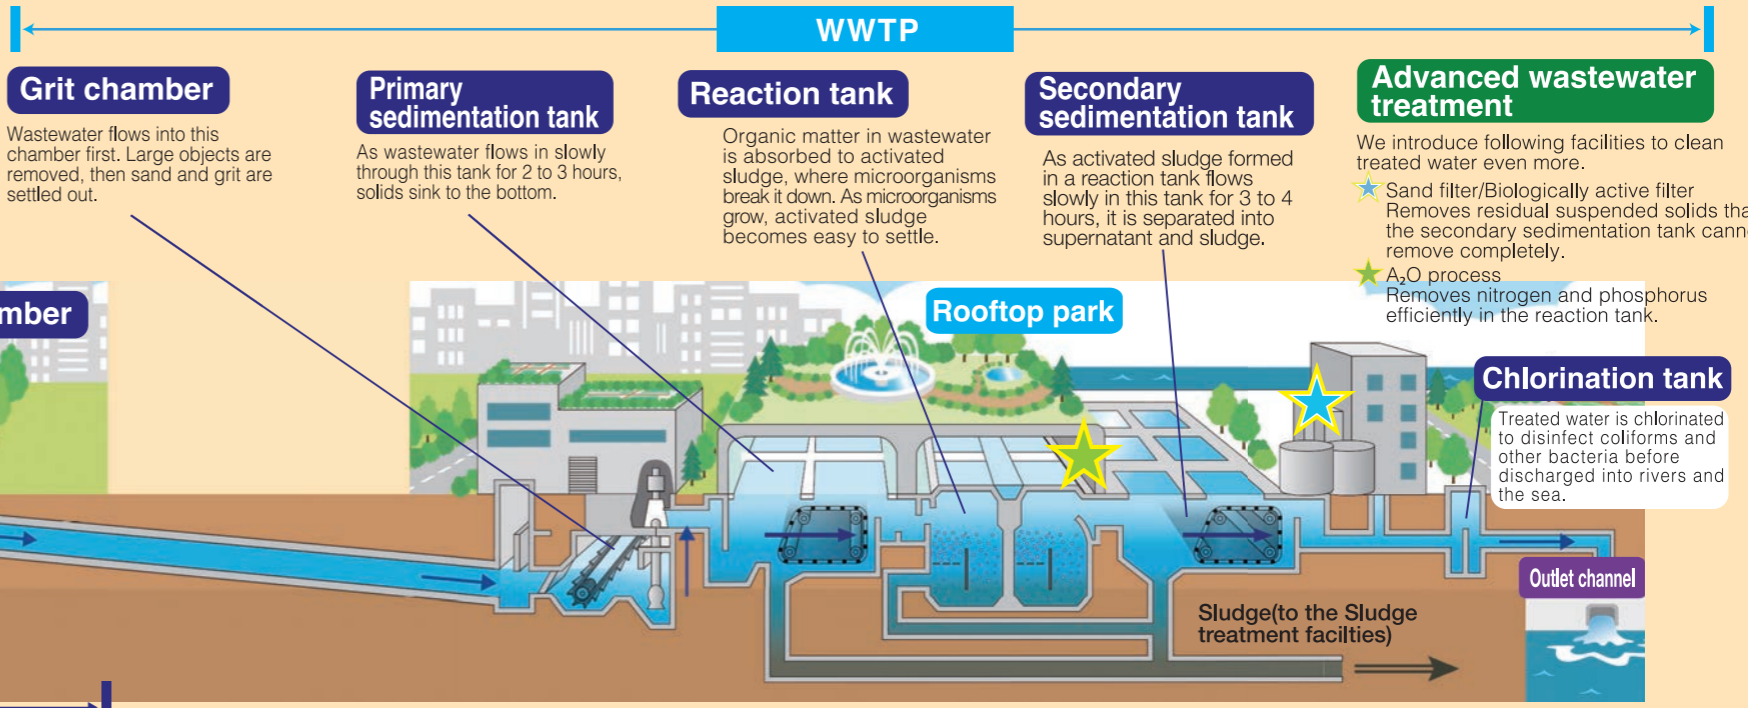 WWTP
Grit chamber
Wastewater flows into this
chamber first. Large objects are
removed, then sand and grit are
settled out.
Primary
sedimentation tank
As wastewater flows in slowly
through this tank for 2 to 3 hours,
solids sink to the bottom.
Reaction tank
Organic matter in wastewater
is absorbed to activated
sludge, where microorganisms
break it down. As microorganisms
grow, activated sludge
becomes easy to settle.
Secondary
sedimentation tank
As activated sludge formed
in a reaction tank flows
slowly in this tank for 3 to 4
hours, it is separated into
supernatant and sludge.
Advanced wastewater
treatment
We introduce following facilities to clean
treated water even more.
Sand filter/Biologically active filter
Removes residual suspended solids tha
the secondary sedimentation tank cann
remove completely.
A₂O process
Removes nitrogen and phosphorus
efficiently in the reaction tank.
mber
Rooftop park
Chlorination tank
Treated water is chlorinated
to disinfect coliforms and
other bacteria before
discharged into rivers and
the sea.
Outlet channel
Sludge(to the Sludge
treatment facilties)